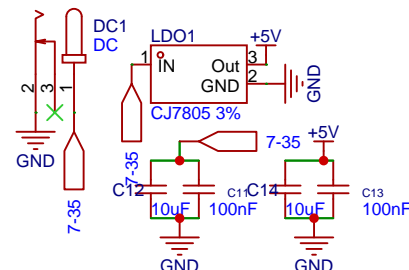 DC1
DC
2
3
1
GND
7-35
LDO1
1
IN
Out
3
GND
2
+5V
GND
CJ7805 3%
7-35
7-35
C12
10uF
C11
100nF
GND
+5V
C14
10uF
C13
100nF
GND